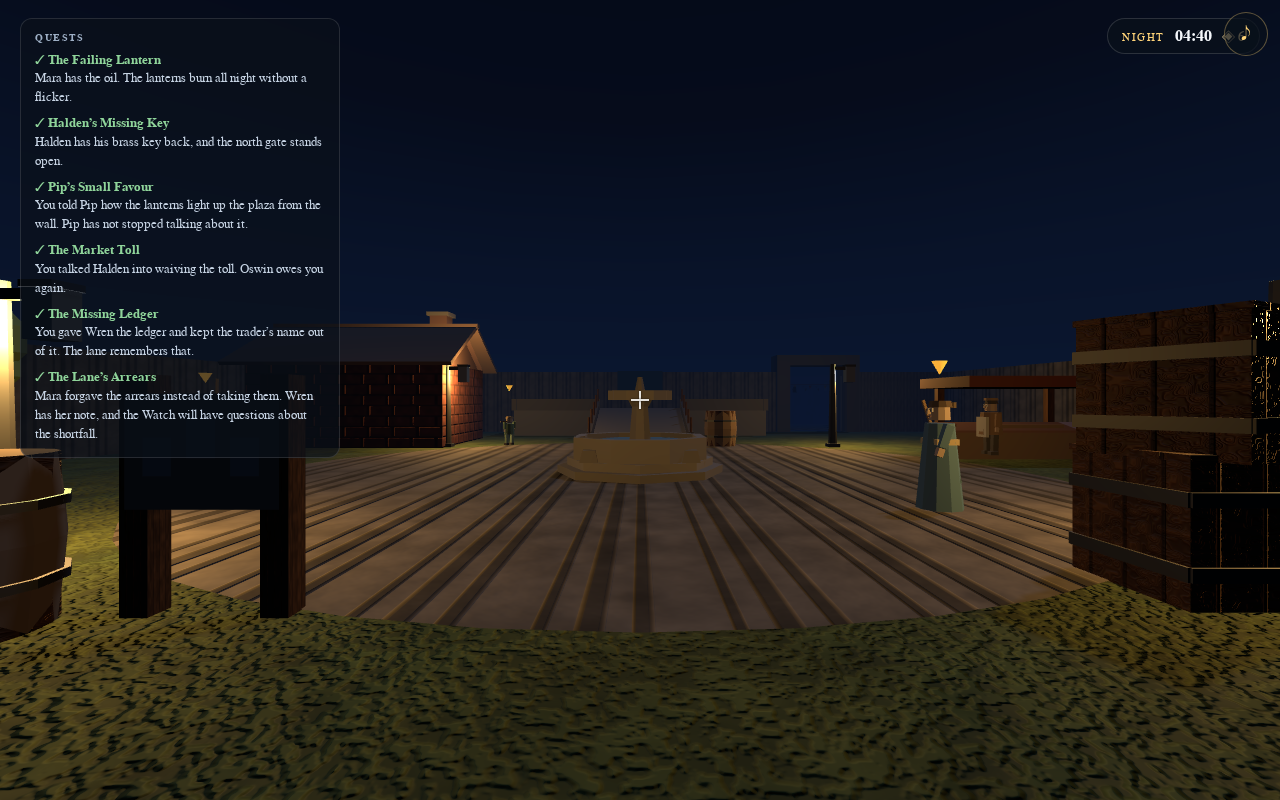 QUESTS
✓ The Failing Lantern
Mara has the oil. The lanterns burn all night without a
flicker.
✓ Halden's Missing Key
Halden has his brass key back, and the north gate stands
open.
✓ Pip's Small Favour
You told Pip how the lanterns light up the plaza from the
wall. Pip has not stopped talking about it.
✓ The Market Toll
You talked Halden into waiving the toll. Oswin owes you
again.
✓ The Missing Ledger
You gave Wren the ledger and kept the trader's name out
of it. The lane remembers that.
✓ The Lane's Arrears
Mara forgave the arrears instead of taking them. Wren
has her note, and the Watch will have questions about
the shortfall.
NIGHT 04:40